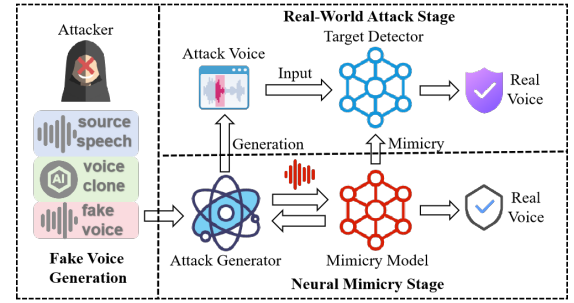 Attacker
source
speech
AI
voice
clone
fake
voice
Fake Voice
Generation
Real-World Attack Stage
Attack Voice
Target Detector
Input
Real
Voice
Generation
Mimicry
Real
Voice
Attack Generator
Mimicry Model
Neural Mimicry Stage